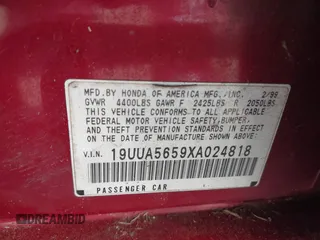 MFD.BY HONDA OF AMERICA MFG.,INC. 2/99
GVWR 4400LBS GAWR F 2425LBS R 2050LBS
THIS VEHICLE CONFORMS TO ALL APPLICABLE
FEDERAL MOTOR VEHICLE SAFETY,BUMPER,
AND THEFT PREVENTION STANDARDS IN EFFECT ON THE
DATE OF MANUFACTURE SHOWN ABOVE.
V.I.N. 19UUA5659XA024818
PASSENGER CAR
DREAMBID